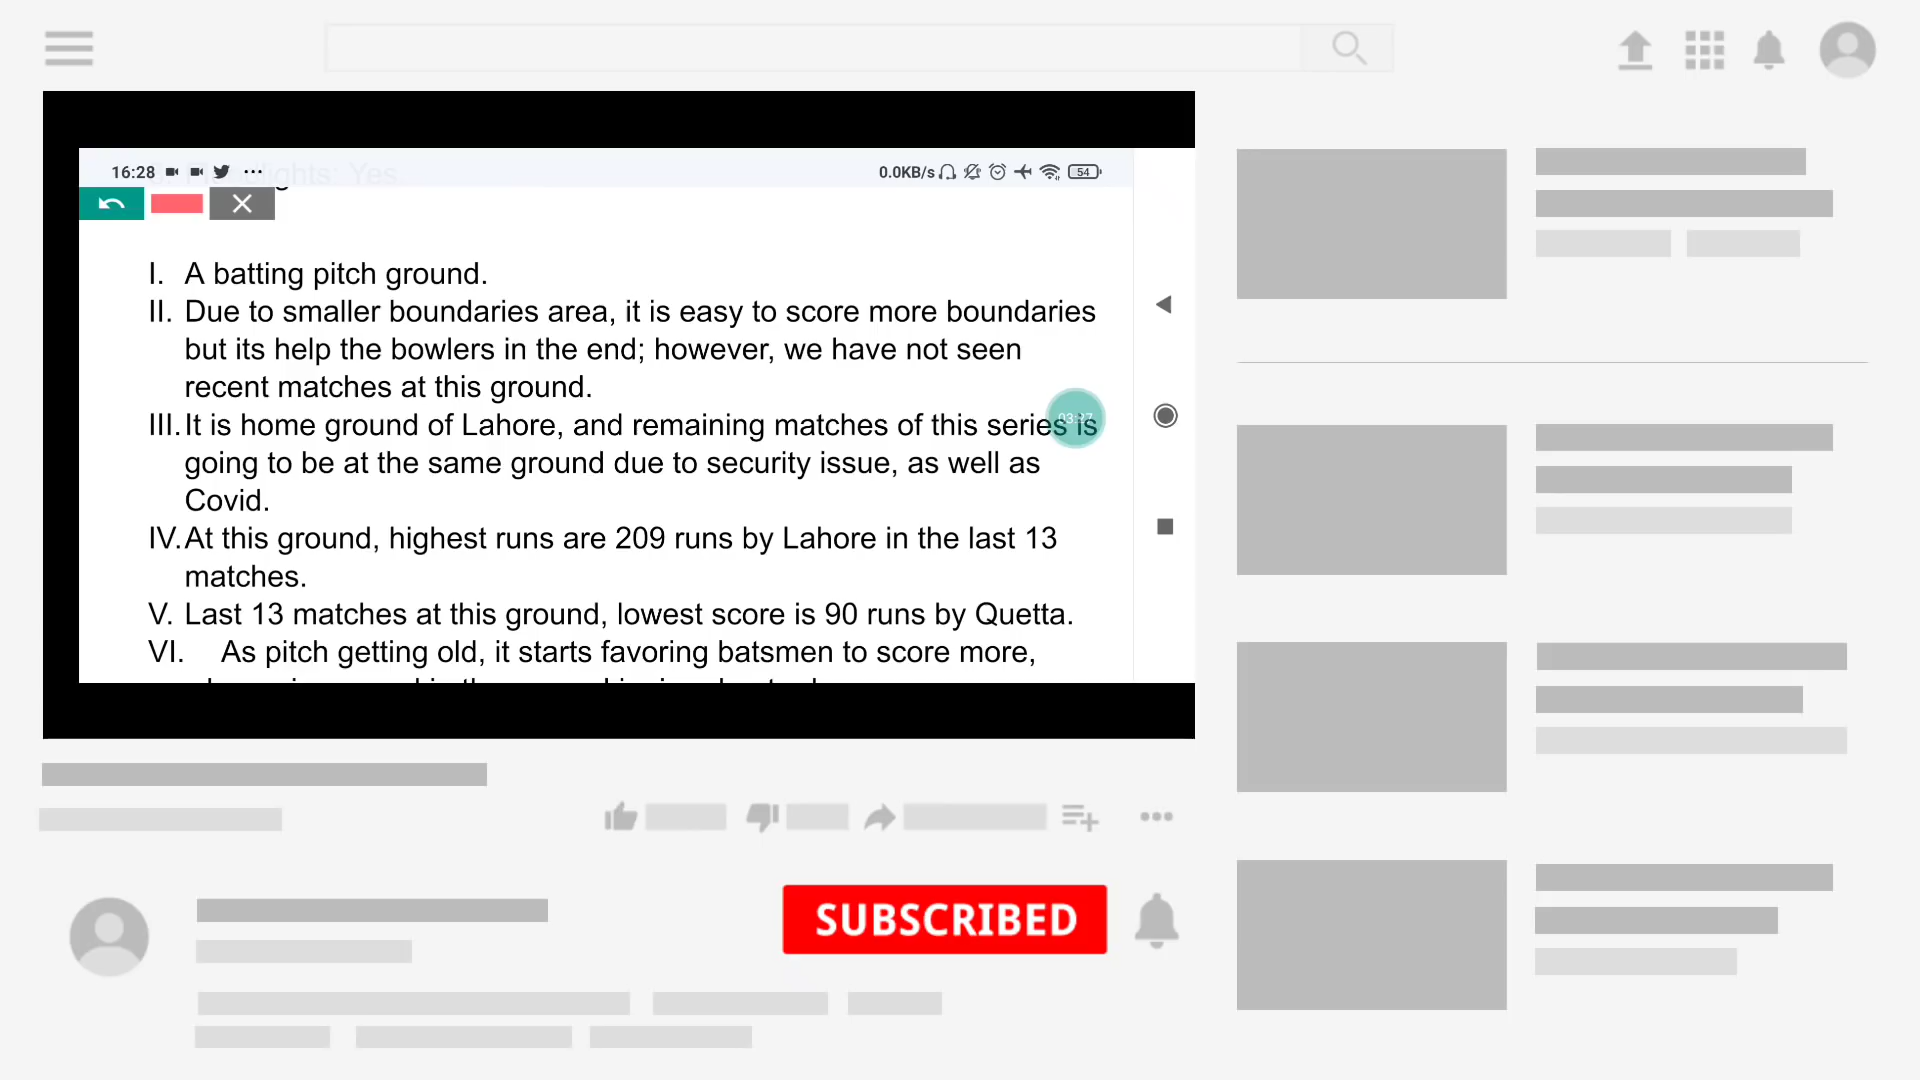 16:28 ... 0.0KB/s 54
ghts: Yes
I. A batting pitch ground.
II. Due to smaller boundaries area, it is easy to score more boundaries
but its help the bowlers in the end; however, we have not seen
recent matches at this ground.
III. It is home ground of Lahore, and remaining matches of this series is
going to be at the same ground due to security issue, as well as
Covid.
IV. At this ground, highest runs are 209 runs by Lahore in the last 13
matches.
V. Last 13 matches at this ground, lowest score is 90 runs by Quetta.
VI. As pitch getting old, it starts favoring batsmen to score more,
SUBSCRIBED